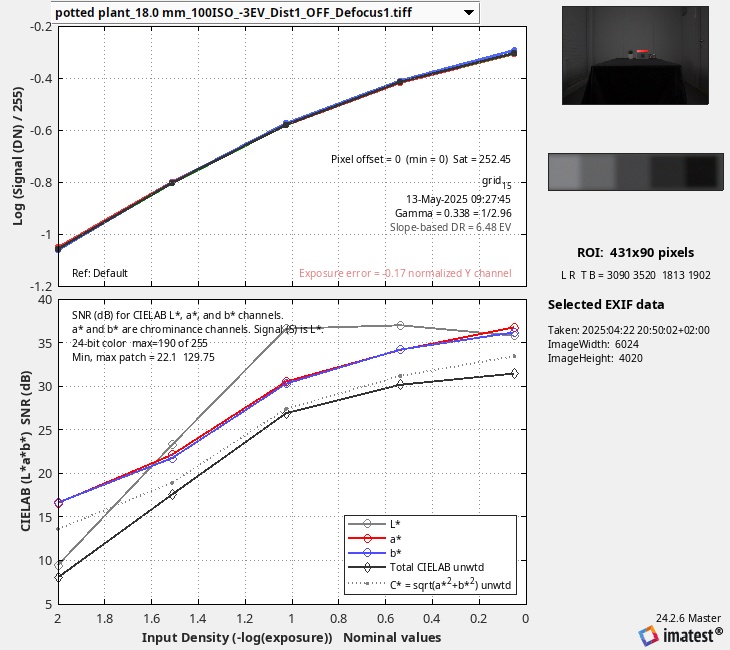 potted plant_18.0 mm_100ISO_-3EV_Dist1_OFF_Defocus1.tiff
-0.2
-0.4
-0.6
-0.8
-1
-1.2
Log (Signal (DN) / 255)
Pixel offset = 0 (min = 0) Sat = 252.45
grid_15
13-May-2025 09:27:45
Gamma = 0.338 = 1/2.96
Slope-based DR = 6.48 EV
Ref: Default
Exposure error = -0.17 normalized Y channel
ROI: 431x90 pixels
L R T B = 3090 3520 1813 1902
Selected EXIF data
Taken: 2025:04:22 20:50:02+02:00
ImageWidth: 6024
ImageHeight: 4020
40
35
30
25
20
15
10
5
CIELAB (L*a*b*) SNR (dB)
SNR (dB) for CIELAB L*, a*, and b* channels.
a* and b* are chrominance channels. Signal (S) is L*.
24-bit color max=190 of 255
Min, max patch = 22.1 129.75
L*
a*
b*
Total CIELAB unwtd
C* = sqrt(a*2+b*2) unwtd
2 1.8 1.6 1.4 1.2 1 0.8 0.6 0.4 0.2 0
Input Density (-log(exposure)) Nominal values
24.2.6 Master
imatest®